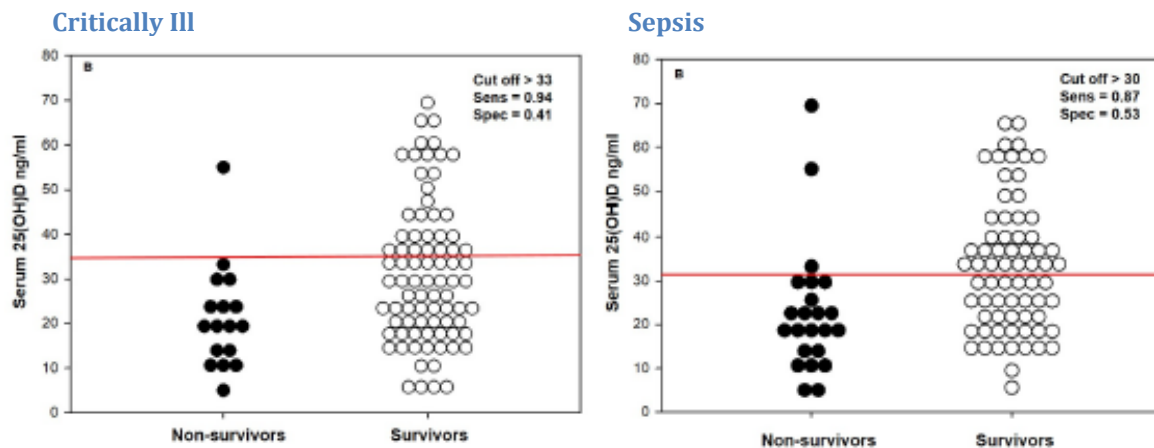 Critically Ill
Sepsis
80
70
60
50
40
30
20
10
0
Serum 25(OH)D ng/ml
B
Cut off > 33
Sens = 0.94
Spec = 0.41
Non-survivors
Survivors
80
70
60
50
40
30
20
10
0
Serum 25(OH)D ng/ml
B
Cut off > 30
Sens = 0.87
Spec = 0.53
Non-survivors
Survivors